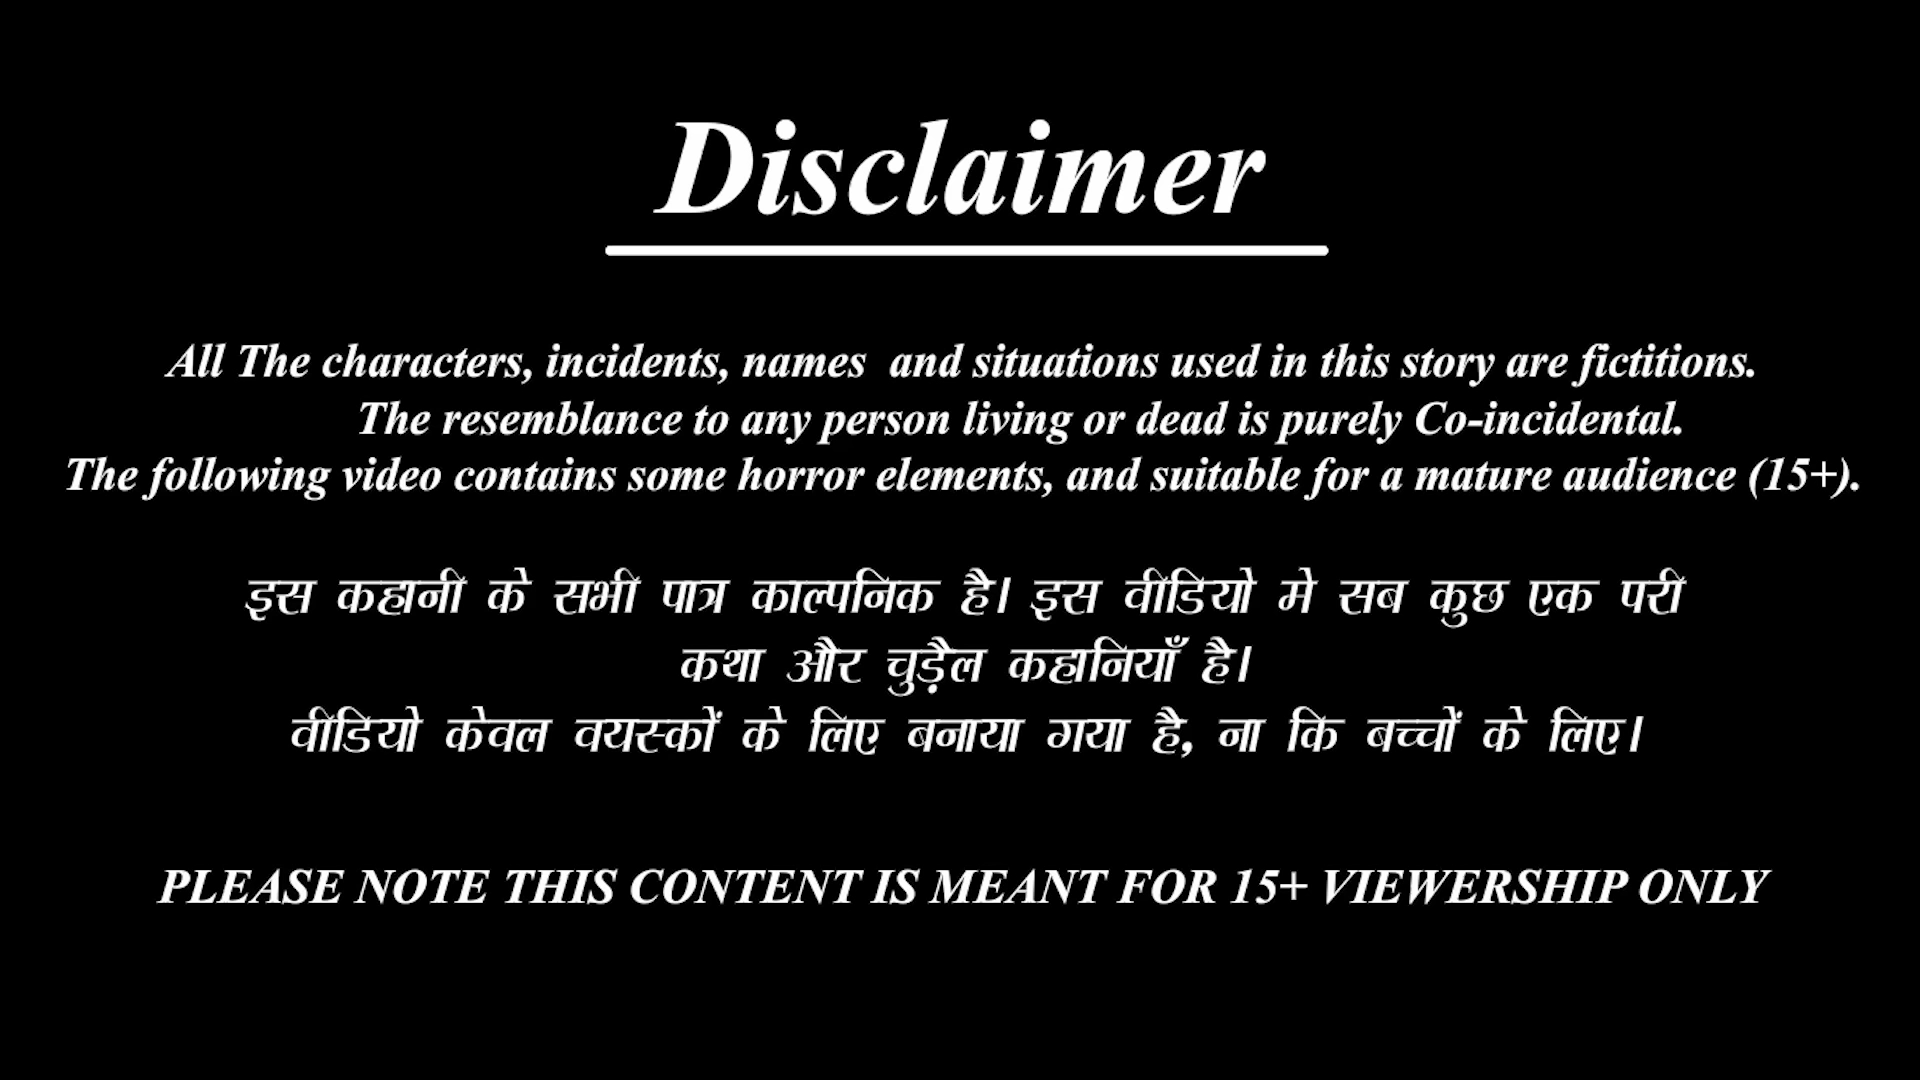 Disclaimer
All The characters, incidents, names and situations used in this story are fictitions.
The resemblance to any person living or dead is purely Co-incidental.
The following video contains some horror elements, and suitable for a mature audience (15+).
इस कहानी के सभी पात्र काल्पनिक है। इस वीडियो मे सब कुछ एक परी
कथा और चुड़ैल कहानियाँ है।
वीडियो केवल वयस्कों के लिए बनाया गया है, ना कि बच्चों के लिए।
PLEASE NOTE THIS CONTENT IS MEANT FOR 15+ VIEWERSHIP ONLY